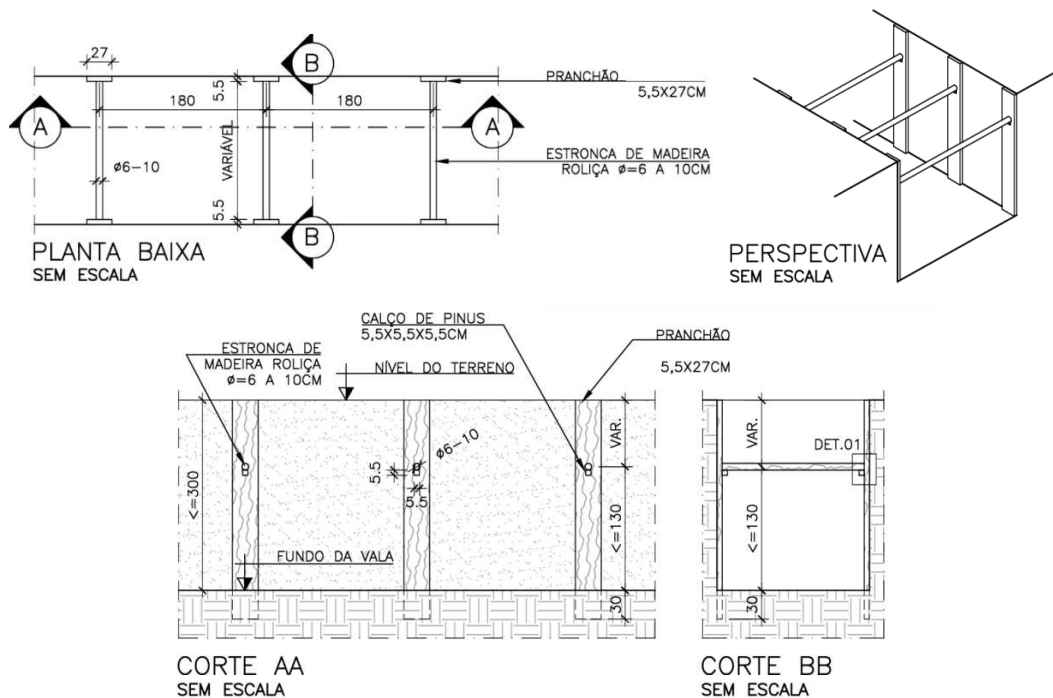 27
B
5.5
180
180
PRANCHÃO
5,5X27CM
A
A
VARIÁVEL
ø6-10
ESTRONCA DE MADEIRA
ROLIÇA ø=6 A 10CM
5.5
B
PLANTA BAIXA
SEM ESCALA
PERSPECTIVA
SEM ESCALA
CALÇO DE PINUS
5,5X5,5X5,5CM
PRANCHÃO
5,5X27CM
ESTRONCA DE
MADEIRA ROLIÇA
ø=6 A 10CM
NÍVEL DO TERRENO
VAR.
VAR.
DET.01
ø6-10
5.5
5.5
<=300
<=130
<=130
FUNDO DA VALA
30
30
CORTE AA
SEM ESCALA
CORTE BB
SEM ESCALA